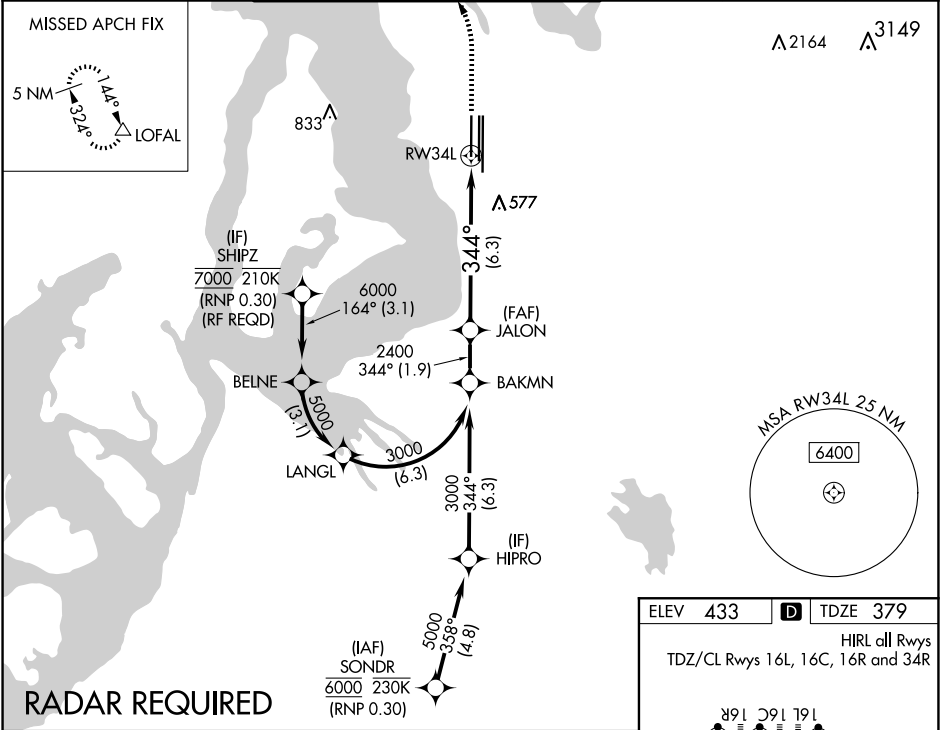 MISSED APCH FIX
5 NM
144°
324°
LOFAL
2164
3149
833
RW34L
577
344°
(6.3)
(IF)
SHIPZ
7000 210K
(RNP 0.30)
(RF REQD)
6000
164° (3.1)
(FAF)
JALON
2400
344° (1.9)
BELNE
BAKMN
5000
(3.1)
LANGL
3000
(6.3)
3000
344°
(6.3)
MSA RW34L 25 NM
6400
(IF)
HIPRO
5000
358°
(4.8)
(IAF)
SONDR
6000 230K
(RNP 0.30)
RADAR REQUIRED
ELEV 433 D TDZE 379
HIRL all Rwys
TDZ/CL Rwys 16L, 16C, 16R and 34R
16R 16C 16L